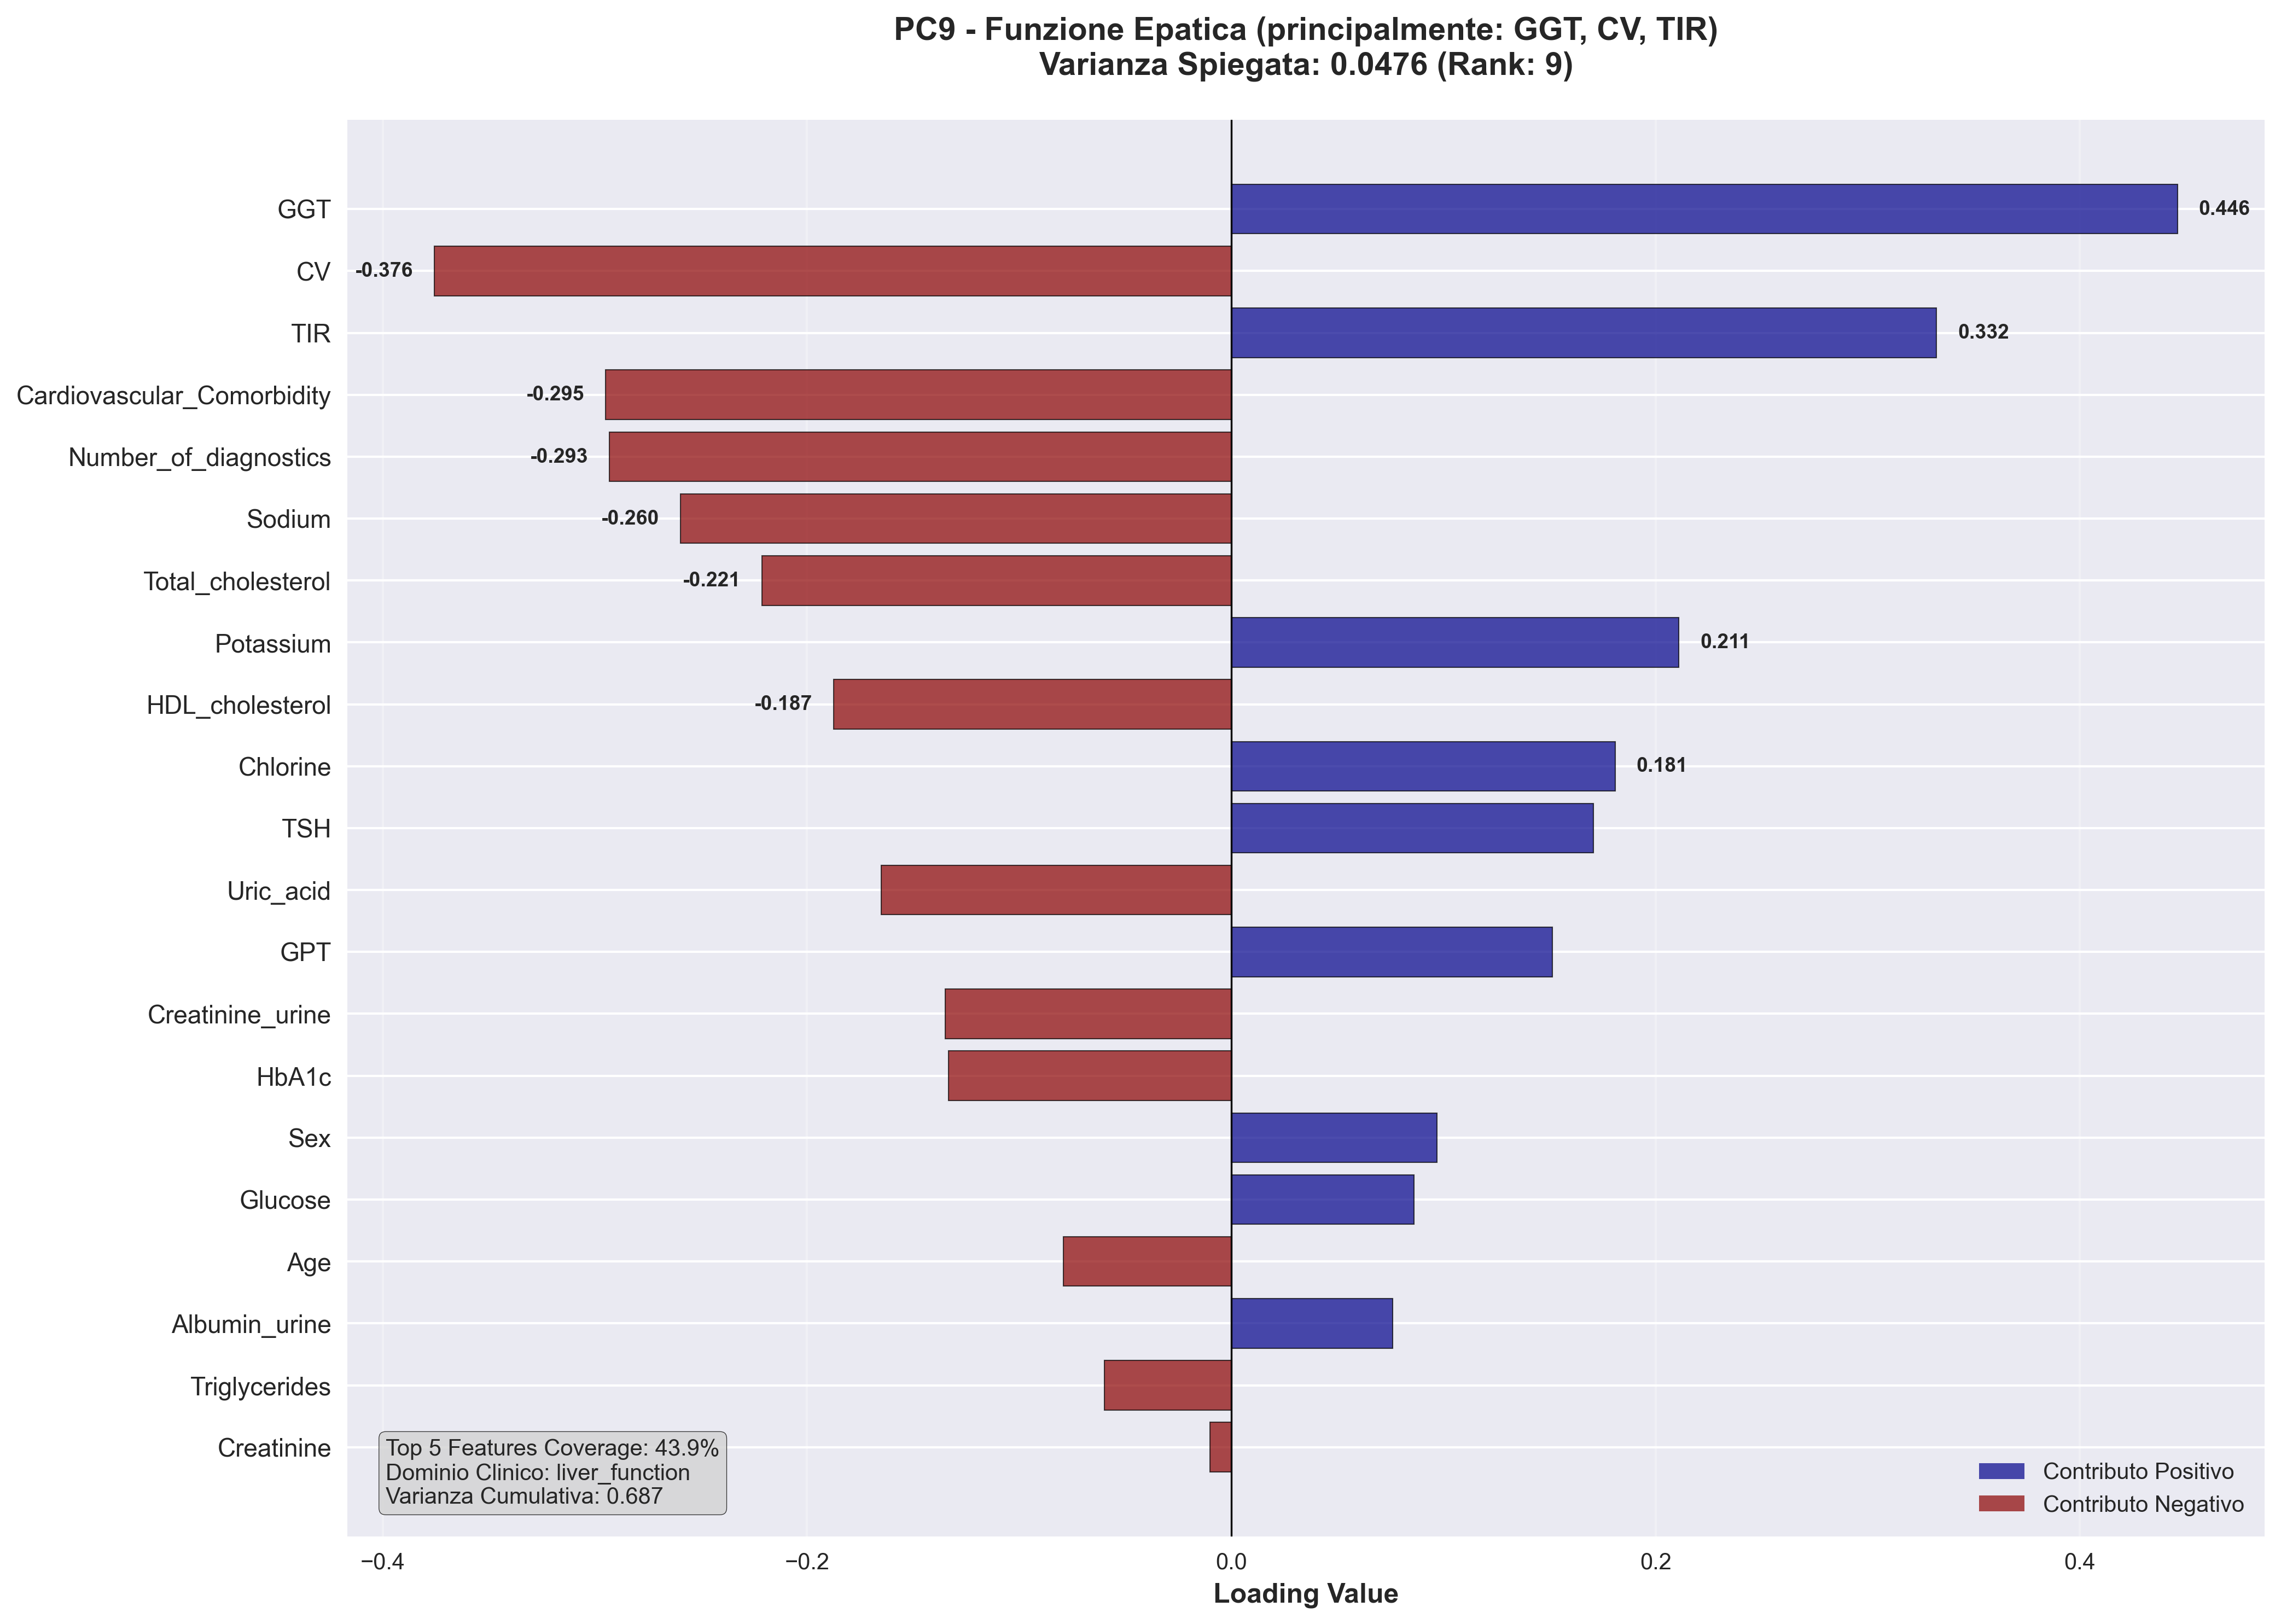 PC9 - Funzione Epatica (principalmente: GGT, CV, TIR)
Varianza Spiegata: 0.0476 (Rank: 9)
GGT
0.446
CV
-0.376
TIR
0.332
Cardiovascular_Comorbidity
-0.295
Number_of_diagnostics
-0.293
Sodium
-0.260
Total_cholesterol
-0.221
Potassium
0.211
HDL_cholesterol
-0.187
Chlorine
0.181
TSH
Uric_acid
GPT
Creatinine_urine
HbA1c
Sex
Glucose
Age
Albumin_urine
Triglycerides
Creatinine
Top 5 Features Coverage: 43.9%
Dominio Clinico: liver_function
Varianza Cumulativa: 0.687
Contributo Positivo
Contributo Negativo
−0.4
−0.2
0.0
0.2
0.4
Loading Value